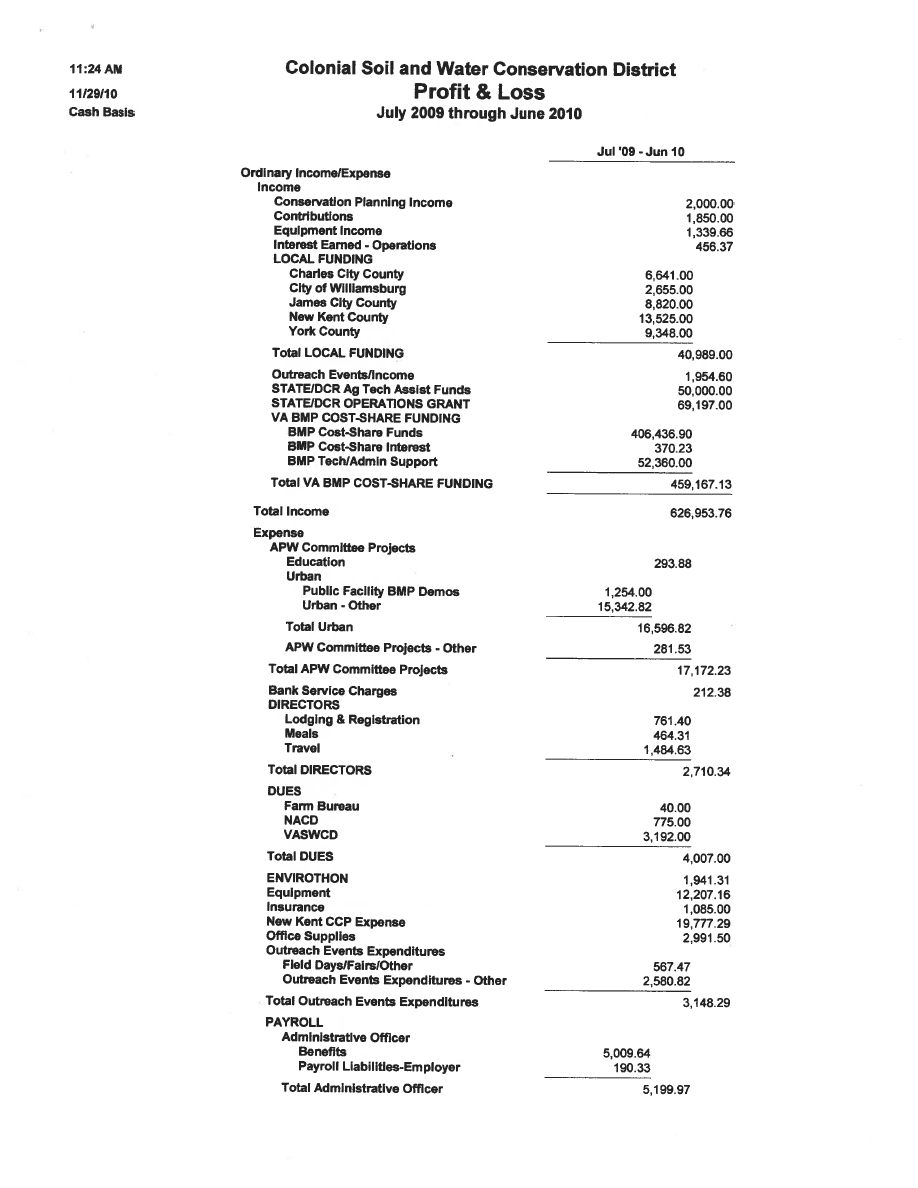 11:24 AM
11/29/10
Cash Basis
Colonial Soil and Water Conservation District
Profit & Loss
July 2009 through June 2010
Jul '09 - Jun 10
Ordinary Income/Expense
Income
Conservation Planning Income 2,000.00
Contributions 1,850.00
Equipment Income 1,339.66
Interest Earned - Operations 456.37
LOCAL FUNDING
Charles City County 6,641.00
City of Williamsburg 2,655.00
James City County 8,820.00
New Kent County 13,525.00
York County 9,348.00
Total LOCAL FUNDING 40,989.00
Outreach Events/Income 1,954.60
STATE/DCR Ag Tech Assist Funds 50,000.00
STATE/DCR OPERATIONS GRANT 69,197.00
VA BMP COST-SHARE FUNDING
BMP Cost-Share Funds 406,436.90
BMP Cost-Share Interest 370.23
BMP Tech/Admin Support 52,360.00
Total VA BMP COST-SHARE FUNDING 459,167.13
Total Income 626,953.76
Expense
APW Committee Projects
Education 293.88
Urban
Public Facility BMP Demos 1,254.00
Urban - Other 15,342.82
Total Urban 16,596.82
APW Committee Projects - Other 281.53
Total APW Committee Projects 17,172.23
Bank Service Charges 212.38
DIRECTORS
Lodging & Registration 761.40
Meals 464.31
Travel 1,484.63
Total DIRECTORS 2,710.34
DUES
Farm Bureau 40.00
NACD 775.00
VASWCD 3,192.00
Total DUES 4,007.00
ENVIROTHON 1,941.31
Equipment 12,207.16
Insurance 1,085.00
New Kent CCP Expense 19,777.29
Office Supplies 2,991.50
Outreach Events Expenditures
Field Days/Fairs/Other 567.47
Outreach Events Expenditures - Other 2,580.82
Total Outreach Events Expenditures 3,148.29
PAYROLL
Administrative Officer
Benefits 5,009.64
Payroll Liabilities-Employer 190.33
Total Administrative Officer 5,199.97